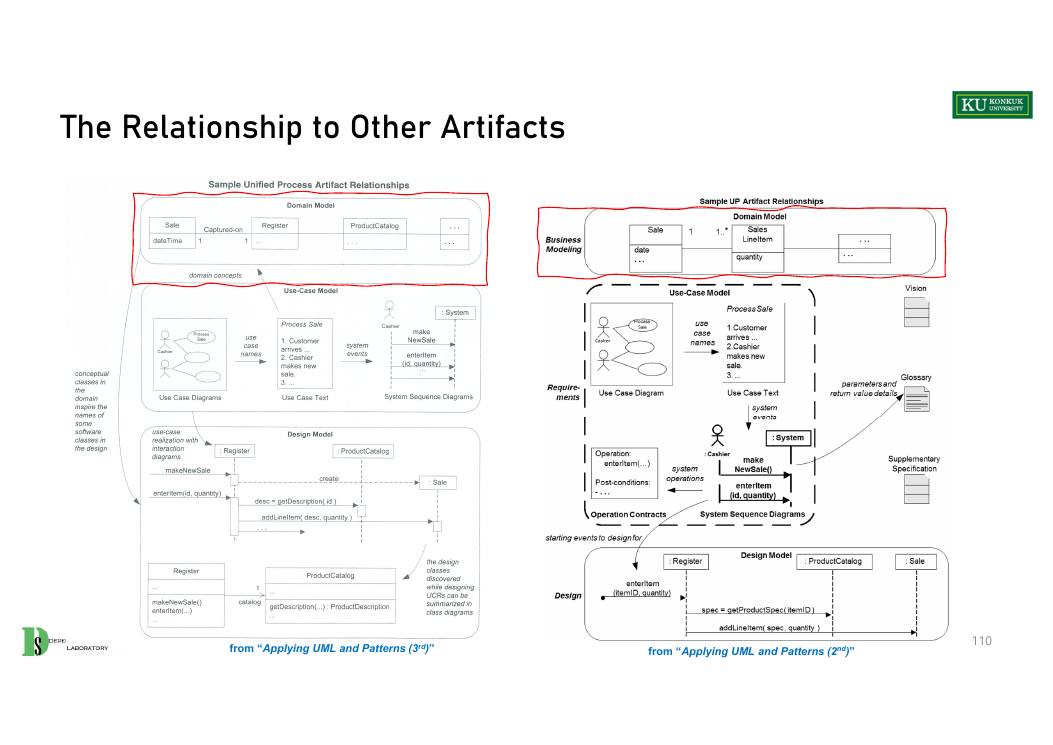 KU KONKUK UNIVERSITY
The Relationship to Other Artifacts
Sample Unified Process Artifact Relationships
Domain Model
Sale
dateTime
Captured-on
1
1
Register
...
ProductCatalog
. . .
. . .
. . .
domain concepts
Use-Case Model
Process Sale
Cashier
Use Case Diagrams
use
case
names
Process Sale
1. Customer
arrives ...
2. Cashier
makes new
sale.
3. ...
Use Case Text
system
events
Cashier
: System
make
NewSale
enterItem
(id, quantity)
...
System Sequence Diagrams
conceptual
classes in
the
domain
inspire the
names of
some
software
classes in
the design
Design Model
use-case
realization with
interaction
diagrams
: Register
: ProductCatalog
makeNewSale
create
: Sale
enterItem(id, quantity)
desc = getDescription( id )
addLineItem( desc, quantity )
. . .
Register
...
makeNewSale()
enterItem(...)
...
1
catalog
ProductCatalog
...
getDescription(...) : ProductDescription
...
the design
classes
discovered
while designing
UCRs can be
summarized in
class diagrams
from “Applying UML and Patterns (3rd)”
Sample UP Artifact Relationships
Domain Model
Business
Modeling
Sale
date
. . .
1
1..*
Sales
LineItem
quantity
. . .
. . .
Use-Case Model
Require-
ments
Process
Sale
Cashier
Use Case Diagram
use
case
names
Process Sale
1.Customer
arrives ...
2.Cashier
makes new
sale.
3. ...
Use Case Text
system
events
: Cashier
: System
make
NewSale()
enterItem
(id, quantity)
System Sequence Diagrams
system
operations
Operation:
enterItem(…)
Post-conditions:
- . . .
Operation Contracts
Vision
parameters and
return value details
Glossary
Supplementary
Specification
starting events to design for
Design Model
Design
: Register
: ProductCatalog
: Sale
enterItem
(itemID, quantity)
spec = getProductSpec( itemID )
addLineItem( spec, quantity )
from “Applying UML and Patterns (2nd)”
LABORATORY
110